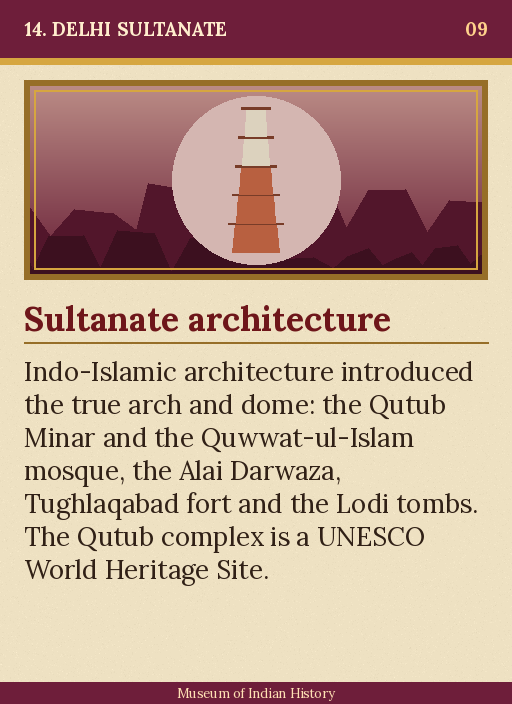 14. DELHI SULTANATE
09
Sultanate architecture
Indo-Islamic architecture introduced
the true arch and dome: the Qutub
Minar and the Quwwat-ul-Islam
mosque, the Alai Darwaza,
Tughlaqabad fort and the Lodi tombs.
The Qutub complex is a UNESCO
World Heritage Site.
Museum of Indian History